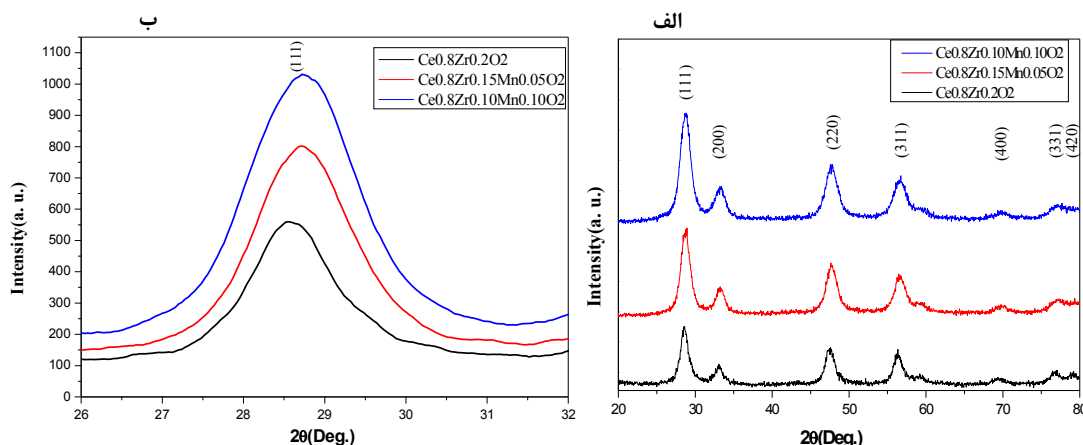 ب
Intensity(a. u.)
1100
1000
900
800
700
600
500
400
300
200
100
0
(111)
Ce0.8Zr0.2O2
Ce0.8Zr0.15Mn0.05O2
Ce0.8Zr0.10Mn0.10O2
26 27 28 29 30 31 32
2θ(Deg.)
الف
Intensity(a. u.)
Ce0.8Zr0.10Mn0.10O2
Ce0.8Zr0.15Mn0.05O2
Ce0.8Zr0.2O2
(111)
(200)
(220)
(311)
(400)
(331)
(420)
20 30 40 50 60 70 80
2θ(Deg.)